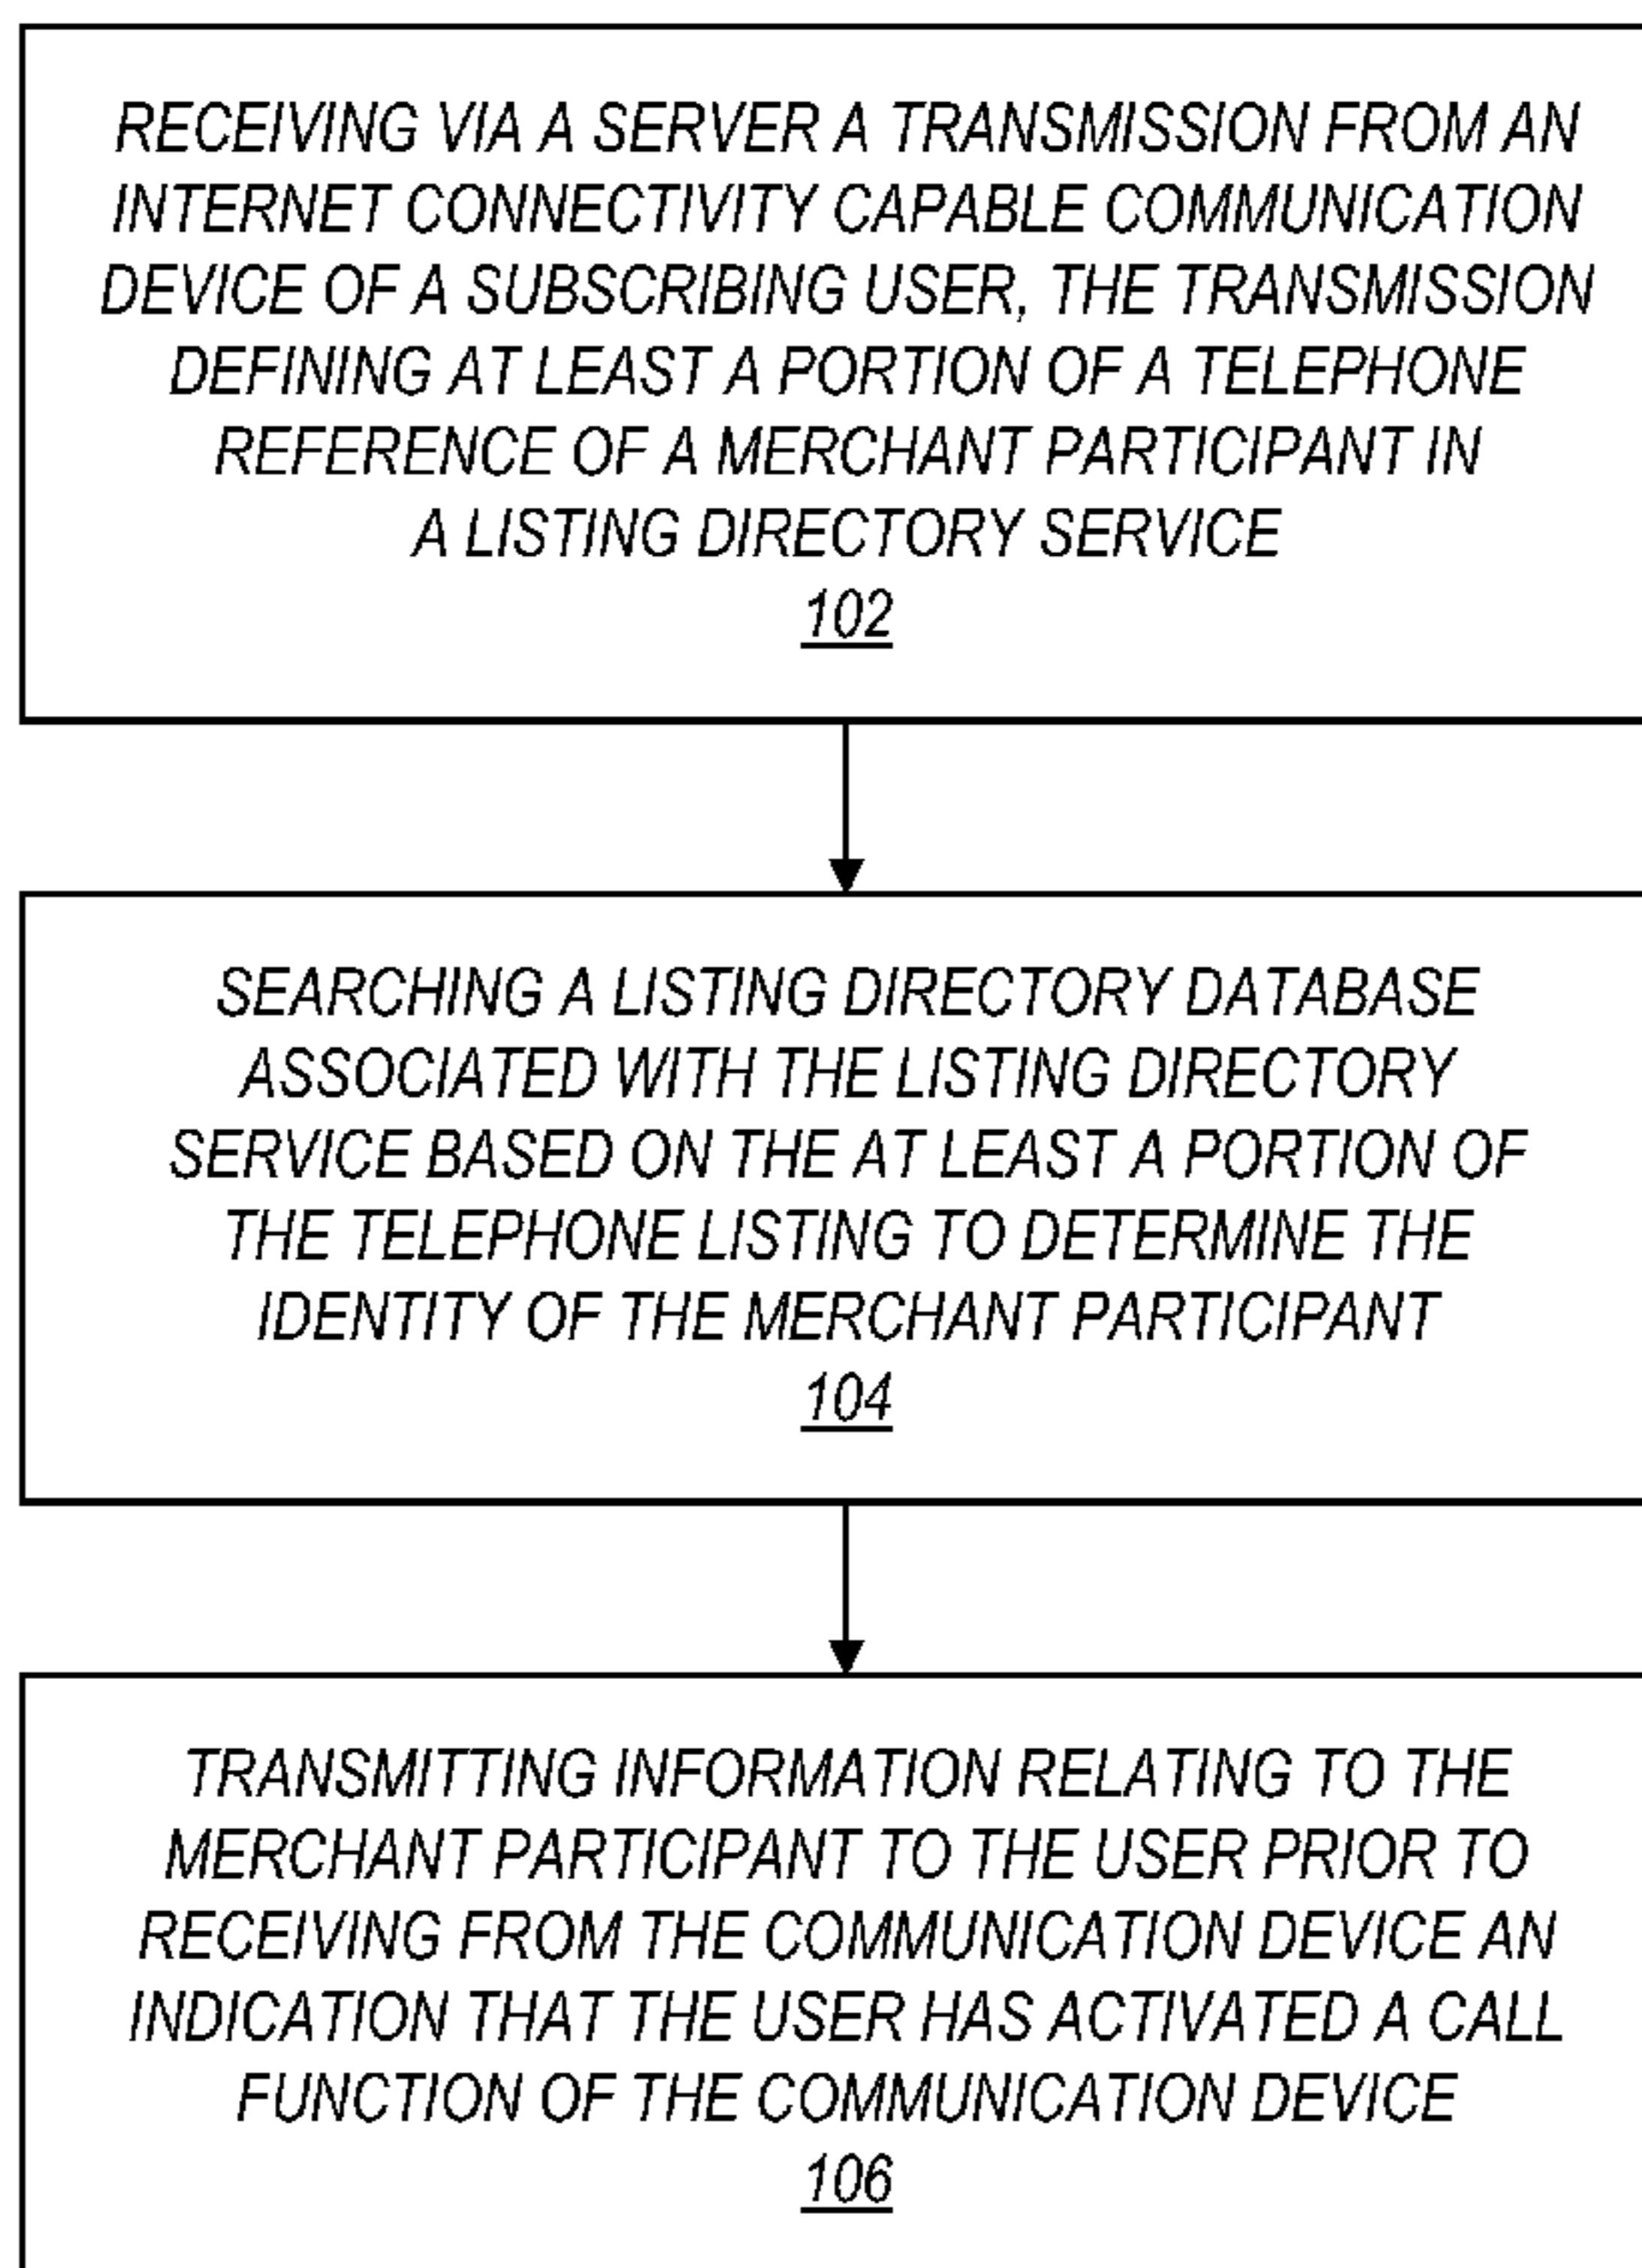 RECEIVING VIA A SERVER A TRANSMISSION FROM AN
INTERNET CONNECTIVITY CAPABLE COMMUNICATION
DEVICE OF A SUBSCRIBING USER, THE TRANSMISSION
DEFINING AT LEAST A PORTION OF A TELEPHONE
REFERENCE OF A MERCHANT PARTICIPANT IN
A LISTING DIRECTORY SERVICE
102
SEARCHING A LISTING DIRECTORY DATABASE
ASSOCIATED WITH THE LISTING DIRECTORY
SERVICE BASED ON THE AT LEAST A PORTION OF
THE TELEPHONE LISTING TO DETERMINE THE
IDENTITY OF THE MERCHANT PARTICIPANT
104
TRANSMITTING INFORMATION RELATING TO THE
MERCHANT PARTICIPANT TO THE USER PRIOR TO
RECEIVING FROM THE COMMUNICATION DEVICE AN
INDICATION THAT THE USER HAS ACTIVATED A CALL
FUNCTION OF THE COMMUNICATION DEVICE
106